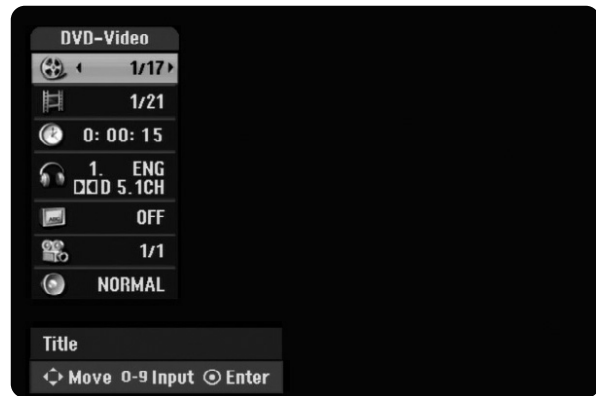 DVD-Video
1/17
1/21
0: 00: 15
1. ENG
D 5.1CH
OFF
1/1
NORMAL
Title
Move 0-9 Input Enter